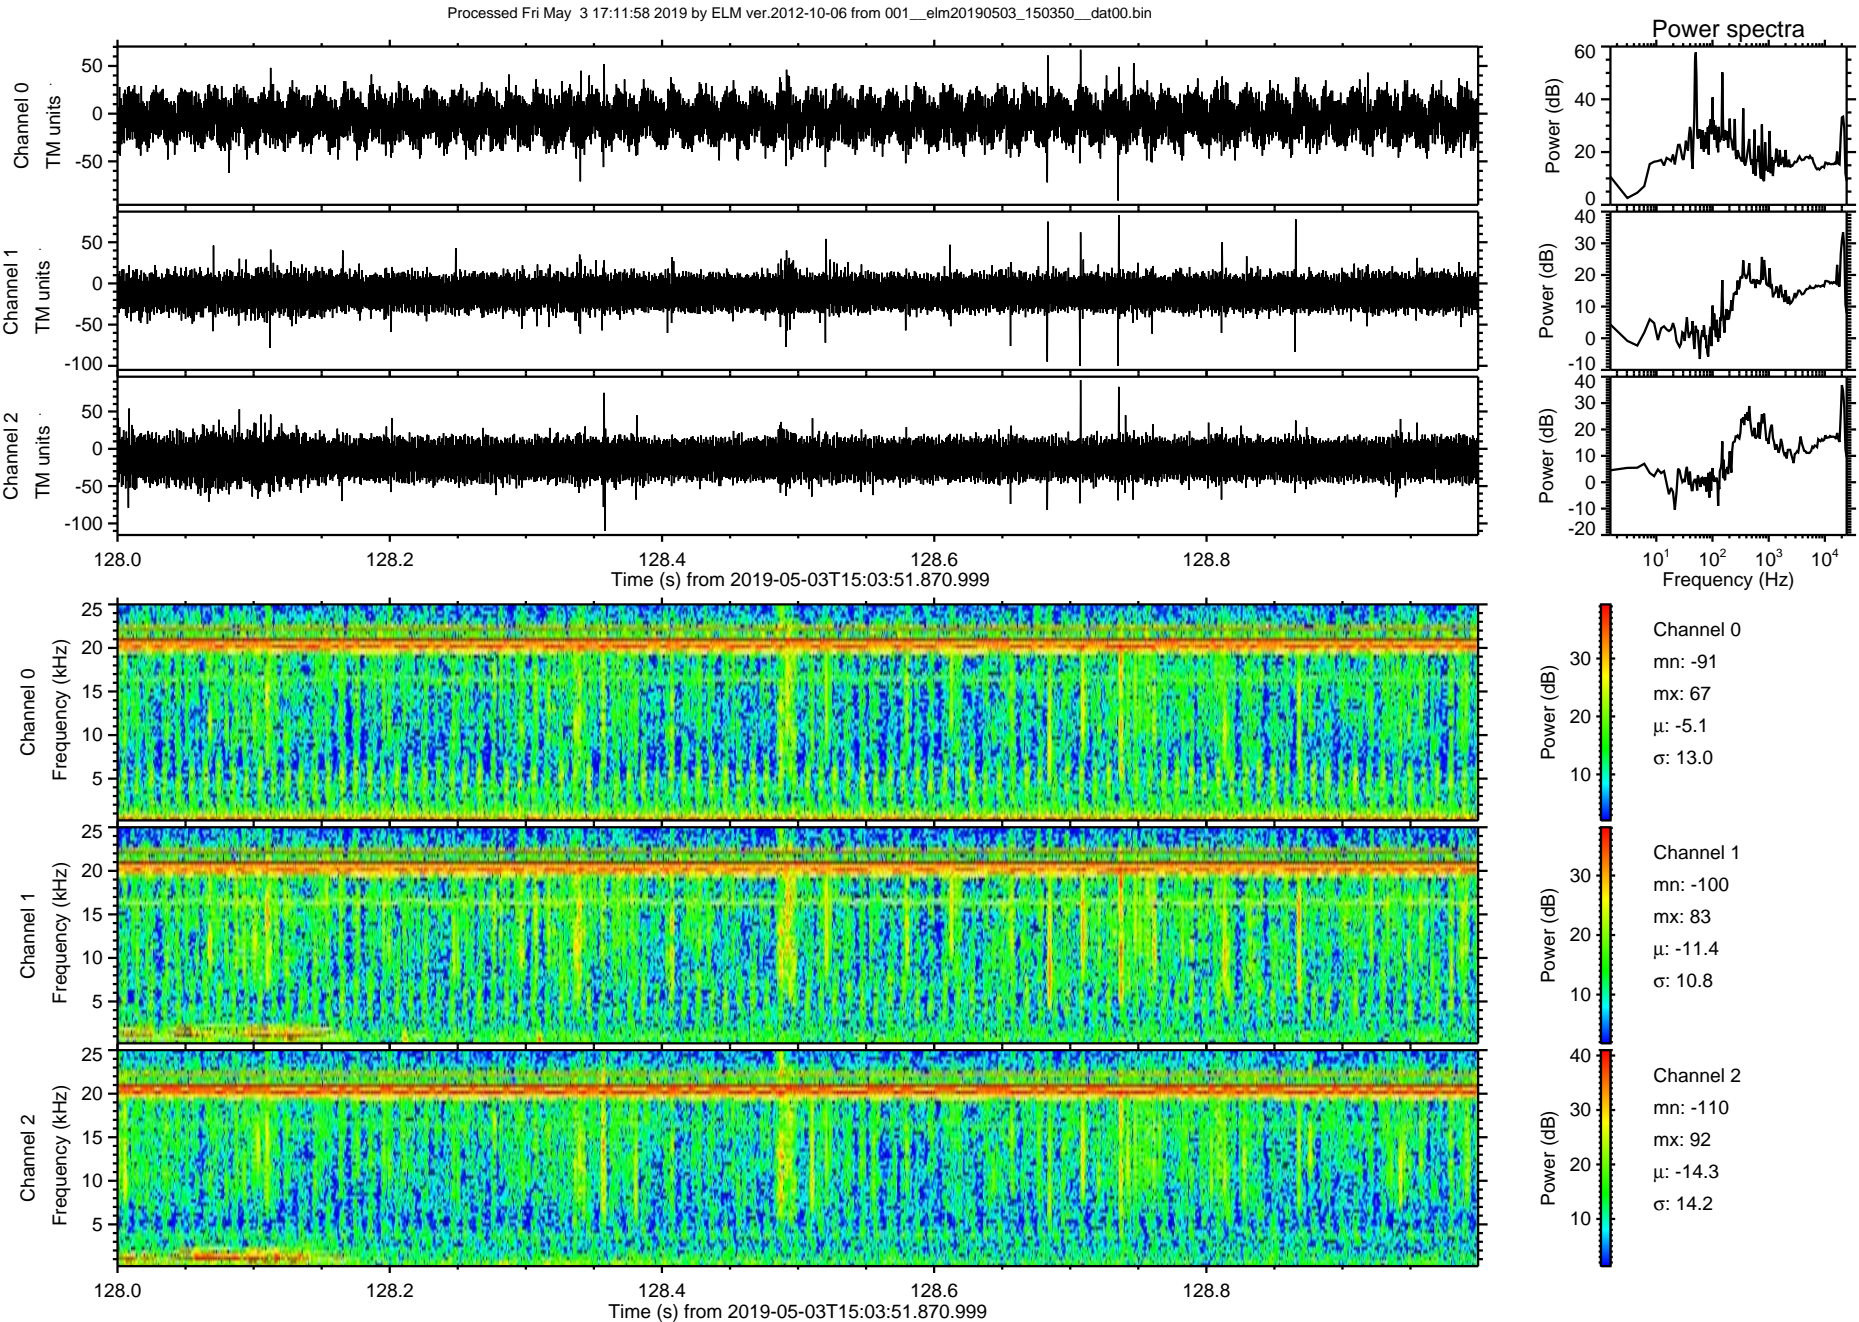 Processed Fri May  3 17:11:58 2019 by ELM ver.2012-10-06 from 001__elm20190503_150350__dat00.bin
Power spectra
Channel 0
TM units
50
0
-50
Power (dB)
60
40
20
0
Channel 1
TM units
50
0
-50
-100
Power (dB)
40
30
20
10
0
-10
Channel 2
TM units
50
0
-50
-100
Power (dB)
40
30
20
10
0
-10
-20
128.0 128.2 128.4 128.6 128.8
Time (s) from 2019-05-03T15:03:51.870.999
10^1 10^2 10^3 10^4
Frequency (Hz)
Channel 0
Frequency (kHz)
25
20
15
10
5
Power (dB)
30
20
10
Channel 0
mn: -91
mx: 67
μ: -5.1
σ: 13.0
Channel 1
Frequency (kHz)
25
20
15
10
5
Power (dB)
30
20
10
Channel 1
mn: -100
mx: 83
μ: -11.4
σ: 10.8
Channel 2
Frequency (kHz)
25
20
15
10
5
Power (dB)
40
30
20
10
Channel 2
mn: -110
mx: 92
μ: -14.3
σ: 14.2
128.0 128.2 128.4 128.6 128.8
Time (s) from 2019-05-03T15:03:51.870.999